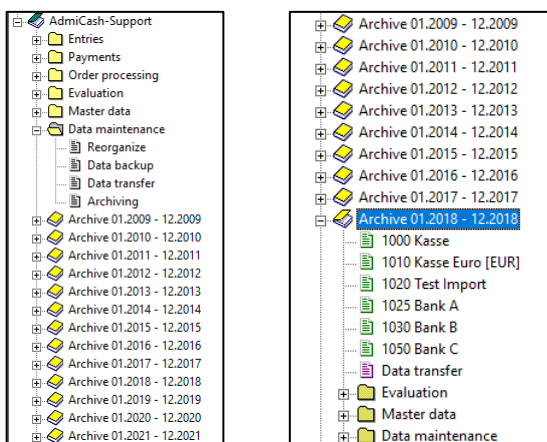 AdmiCash-Support
Entries
Payments
Order processing
Evaluation
Master data
Data maintenance
Reorganize
Data backup
Data transfer
Archiving
Archive 01.2009 - 12.2009
Archive 01.2010 - 12.2010
Archive 01.2011 - 12.2011
Archive 01.2012 - 12.2012
Archive 01.2013 - 12.2013
Archive 01.2014 - 12.2014
Archive 01.2015 - 12.2015
Archive 01.2016 - 12.2016
Archive 01.2017 - 12.2017
Archive 01.2018 - 12.2018
Archive 01.2019 - 12.2019
Archive 01.2020 - 12.2020
Archive 01.2021 - 12.2021
Archive 01.2009 - 12.2009
Archive 01.2010 - 12.2010
Archive 01.2011 - 12.2011
Archive 01.2012 - 12.2012
Archive 01.2013 - 12.2013
Archive 01.2014 - 12.2014
Archive 01.2015 - 12.2015
Archive 01.2016 - 12.2016
Archive 01.2017 - 12.2017
Archive 01.2018 - 12.2018
1000 Kasse
1010 Kasse Euro [EUR]
1020 Test Import
1025 Bank A
1030 Bank B
1050 Bank C
Data transfer
Evaluation
Master data
Data maintenance